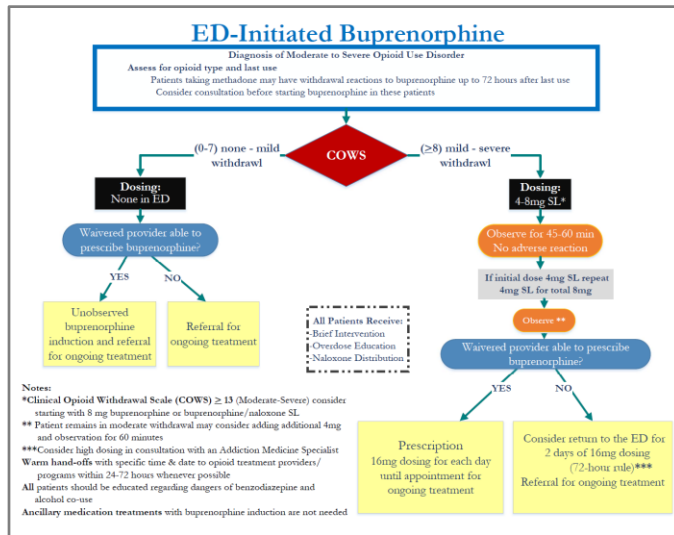 ED-Initiated Buprenorphine
Diagnosis of Moderate to Severe Opioid Use Disorder
Assess for opioid type and last use
Patients taking methadone may have withdrawal reactions to buprenorphine up to 72 hours after last use
Consider consultation before starting buprenorphine in these patients
(0-7) none - mild
withdrawl
COWS
(≥8) mild - severe
withdrawl
Dosing:
None in ED
Waivered provider able to
prescribe buprenorphine?
YES
NO
Unobserved
buprenorphine
induction and referral
for ongoing treatment
Referral for
ongoing treatment
Dosing:
4-8mg SL*
Observe for 45-60 min
No adverse reaction
If initial dose 4mg SL repeat
4mg SL for total 8mg
Observe **
All Patients Receive:
-Brief Intervention
-Overdose Education
-Naloxone Distribution
Waivered provider able to prescribe
buprenorphine?
YES
NO
Prescription
16mg dosing for each day
until appointment for
ongoing treatment
Consider return to the ED for
2 days of 16mg dosing
(72-hour rule)***
Referral for ongoing treatment
Notes:
*Clinical Opioid Withdrawal Scale (COWS) ≥ 13 (Moderate-Severe) consider
starting with 8 mg buprenorphine or buprenorphine/naloxone SL
** Patient remains in moderate withdrawal may consider adding additional 4mg
and observation for 60 minutes
***Consider high dosing in consultation with an Addiction Medicine Specialist
Warm hand-offs with specific time & date to opioid treatment providers/
programs within 24-72 hours whenever possible
All patients should be educated regarding dangers of benzodiazepine and
alcohol co-use
Ancillary medication treatments with buprenorphine induction are not needed